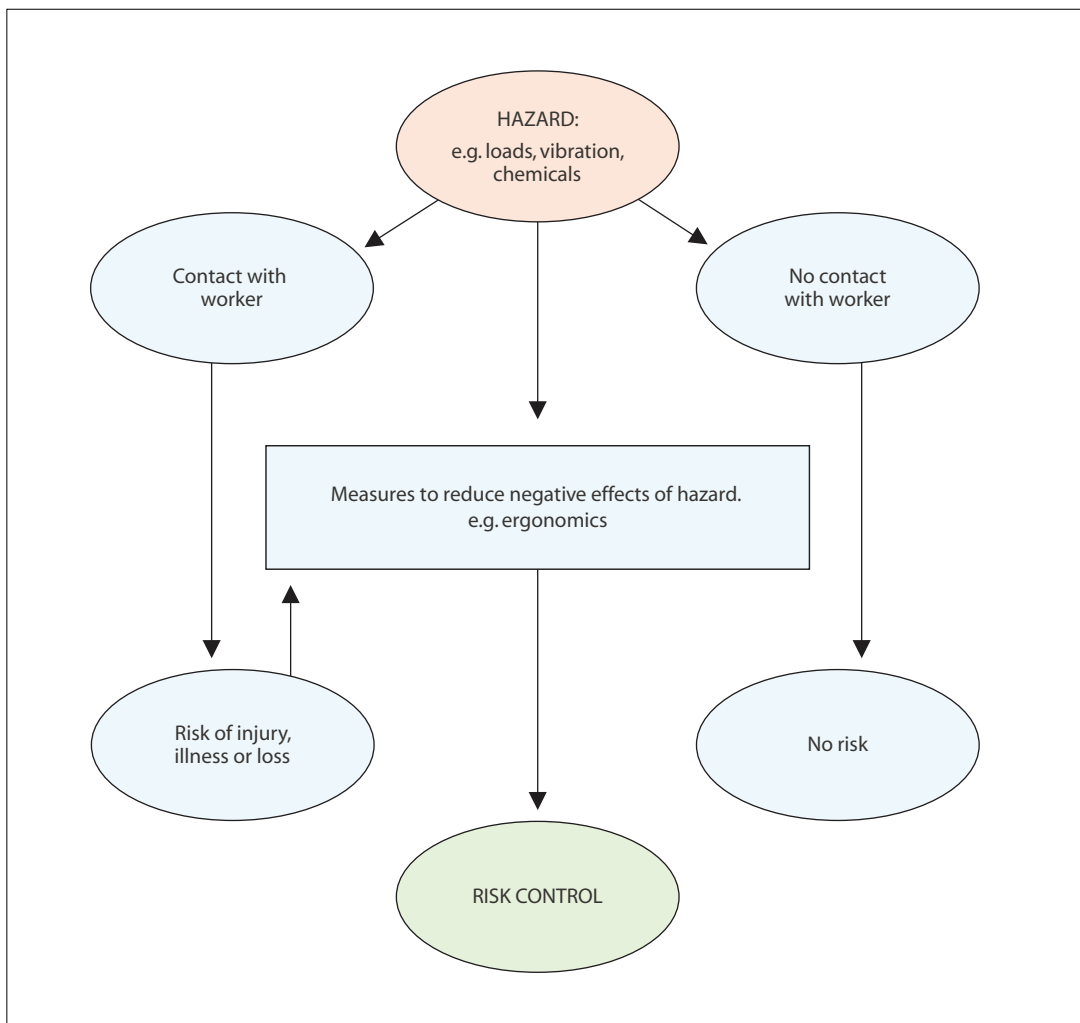 HAZARD:
e.g. loads, vibration,
chemicals
Contact with
worker
No contact
with worker
Measures to reduce negative effects of hazard.
e.g. ergonomics
Risk of injury,
illness or loss
No risk
RISK CONTROL